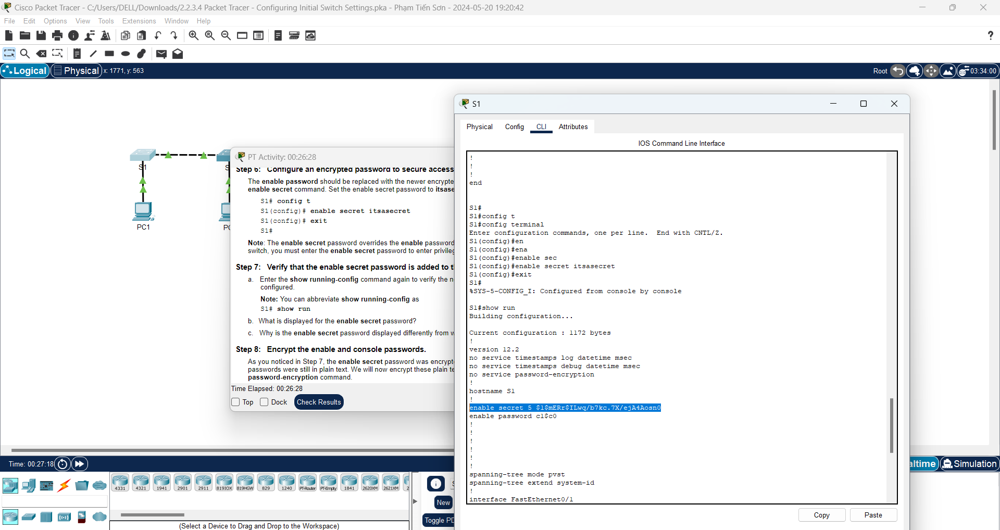 Cisco Packet Tracer - C:/Users/DELL/Downloads/2.2.3.4 Packet Tracer - Configuring Initial Switch Settings.pka - Phạm Tiến Sơn - 2024-05-20 19:20:42
File Edit Options View Tools Extensions Window Help
?
Logical Physical x: 1771, y: 563
Root 03:34:00
S1
PC1
S
PC
PT Activity: 00:26:28
Step 6: Configure an encrypted password to secure access
The enable password should be replaced with the newer encrypte
enable secret command. Set the enable secret password to itsase
S1# config t
S1(config)# enable secret itsasecret
S1(config)# exit
S1#
Note: The enable secret password overrides the enable password
switch, you must enter the enable secret password to enter privileg
Step 7: Verify that the enable secret password is added to t
a. Enter the show running-config command again to verify the n
configured.
Note: You can abbreviate show running-config as
S1# show run
b. What is displayed for the enable secret password?
c. Why is the enable secret password displayed differently from w
Step 8: Encrypt the enable and console passwords.
As you noticed in Step 7, the enable secret password was encrypt
passwords were still in plain text. We will now encrypt these plain te
password-encryption command.
Time Elapsed: 00:26:28
Top Dock Check Results
S1
Physical Config CLI Attributes
IOS Command Line Interface
!
!
!
end
S1#
S1#config t
S1#config terminal
Enter configuration commands, one per line. End with CNTL/Z.
S1(config)#en
S1(config)#ena
S1(config)#enable sec
S1(config)#enable secret itsasecret
S1(config)#exit
S1#
%SYS-5-CONFIG_I: Configured from console by console
S1#show run
Building configuration...
Current configuration : 1172 bytes
!
version 12.2
no service timestamps log datetime msec
no service timestamps debug datetime msec
no service password-encryption
!
hostname S1
!
enable secret 5 $1$mERr$ILwq/b7kc.7X/ejA4Aosn0
enable password c1$c0
!
!
!
!
!
!
spanning-tree mode pvst
spanning-tree extend system-id
!
interface FastEthernet0/1
Copy Paste
Time: 00:27:18
altime Simulation
4331 4321 1941 2901 2911 819IOX 819HGW 829 1240 PT-Router PT-Empty 1841 2620XM 2621XM 2
(Select a Device to Drag and Drop to the Workspace)
S
New
Toggle PD